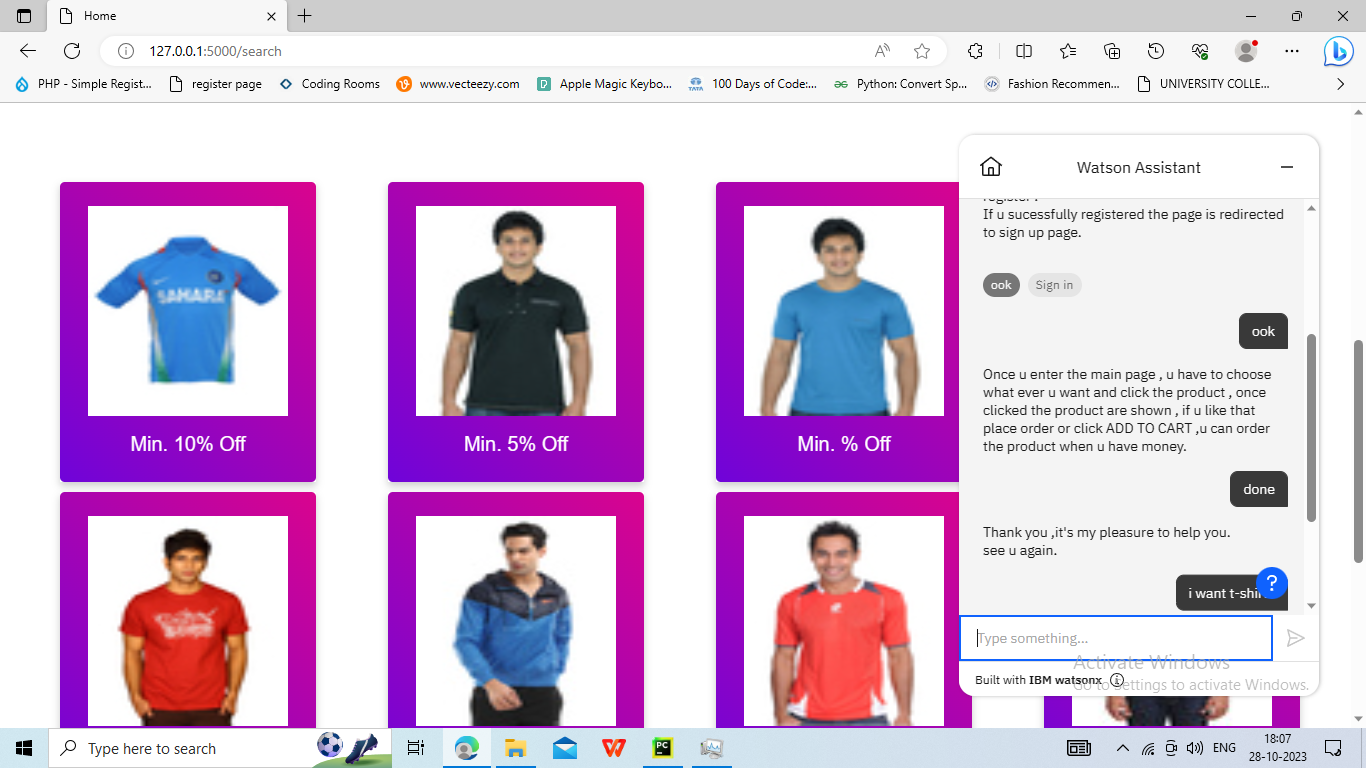 Home
127.0.0.1:5000/search
PHP - Simple Regist...
register page
Coding Rooms
www.vecteezy.com
Apple Magic Keybo...
TATA
100 Days of Code:...
Python: Convert Sp...
Fashion Recommen...
UNIVERSITY COLLE...
SAHARA
Min. 10% Off
Min. 5% Off
Min. % Off
Watson Assistant
register .
If u sucessfully registered the page is redirected
to sign up page.
ook
Sign in
ook
Once u enter the main page , u have to choose
what ever u want and click the product , once
clicked the product are shown , if u like that
place order or click ADD TO CART ,u can order
the product when u have money.
done
Thank you ,it's my pleasure to help you.
see u again.
i want t-shi
?
Type something...
Built with IBM watsonx
Activate Windows
Go to Settings to activate Windows.
Type here to search
PC
ENG
18:07
28-10-2023